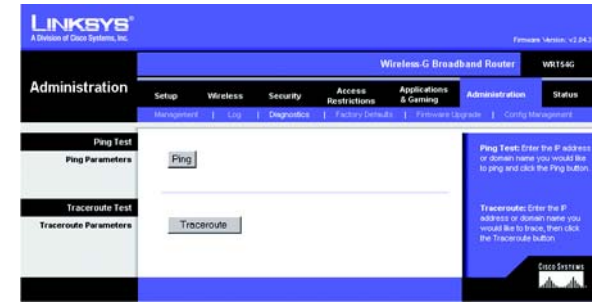 LINKSYS®
A Division of Cisco Systems, Inc.
Firmware Version: v2.04.3
Wireless-G Broadband Router
WRT54G
Administration
Setup
Wireless
Security
Access Restrictions
Applications & Gaming
Administration
Status
Management | Log | Diagnostics | Factory Defaults | Firmware Upgrade | Config Management
Ping Test
Ping Parameters
Ping
Ping Test: Enter the IP address
or domain name you would like
to ping and click the Ping button.
Traceroute Test
Traceroute Parameters
Traceroute
Traceroute: Enter the IP
address or domain name you
would like to trace, then click
the Traceroute button
CISCO SYSTEMS